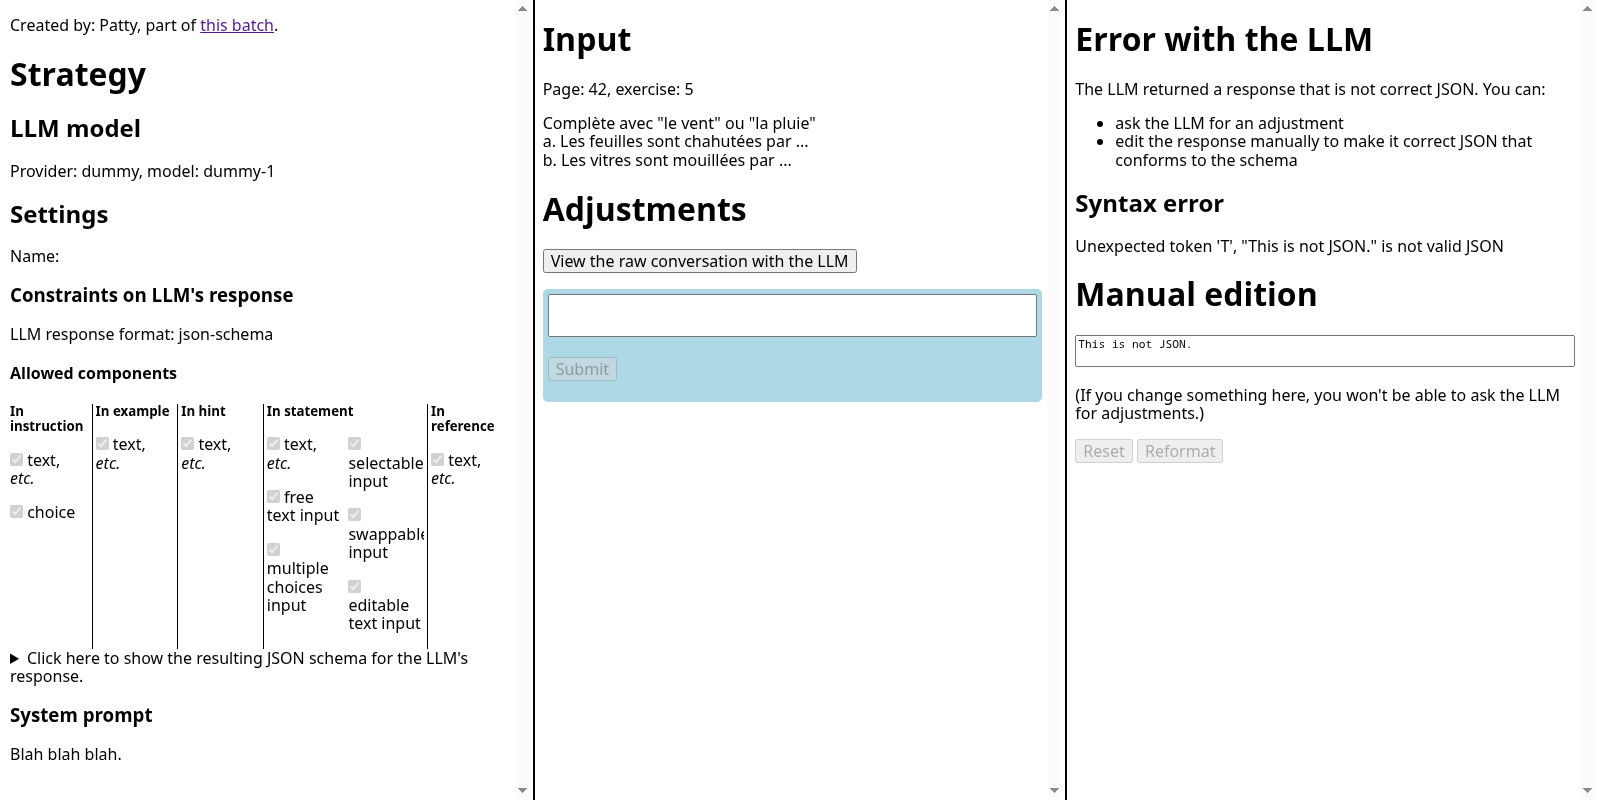 Created by: Patty, part of this batch.
Strategy
LLM model
Provider: dummy, model: dummy-1
Settings
Name:
Constraints on LLM's response
LLM response format: json-schema
Allowed components
In
instruction
text,
etc.
choice
In example
text,
etc.
In hint
text,
etc.
In statement
text,
etc.
free
text input
multiple
choices
input
selectable
input
swappable
input
editable
text input
In
reference
text,
etc.
Click here to show the resulting JSON schema for the LLM's
response.
System prompt
Blah blah blah.
Input
Page: 42, exercise: 5
Complète avec "le vent" ou "la pluie"
a. Les feuilles sont chahutées par ...
b. Les vitres sont mouillées par ...
Adjustments
View the raw conversation with the LLM
Submit
Error with the LLM
The LLM returned a response that is not correct JSON. You can:
ask the LLM for an adjustment
edit the response manually to make it correct JSON that
conforms to the schema
Syntax error
Unexpected token 'T', "This is not JSON." is not valid JSON
Manual edition
This is not JSON.
(If you change something here, you won't be able to ask the LLM
for adjustments.)
Reset Reformat